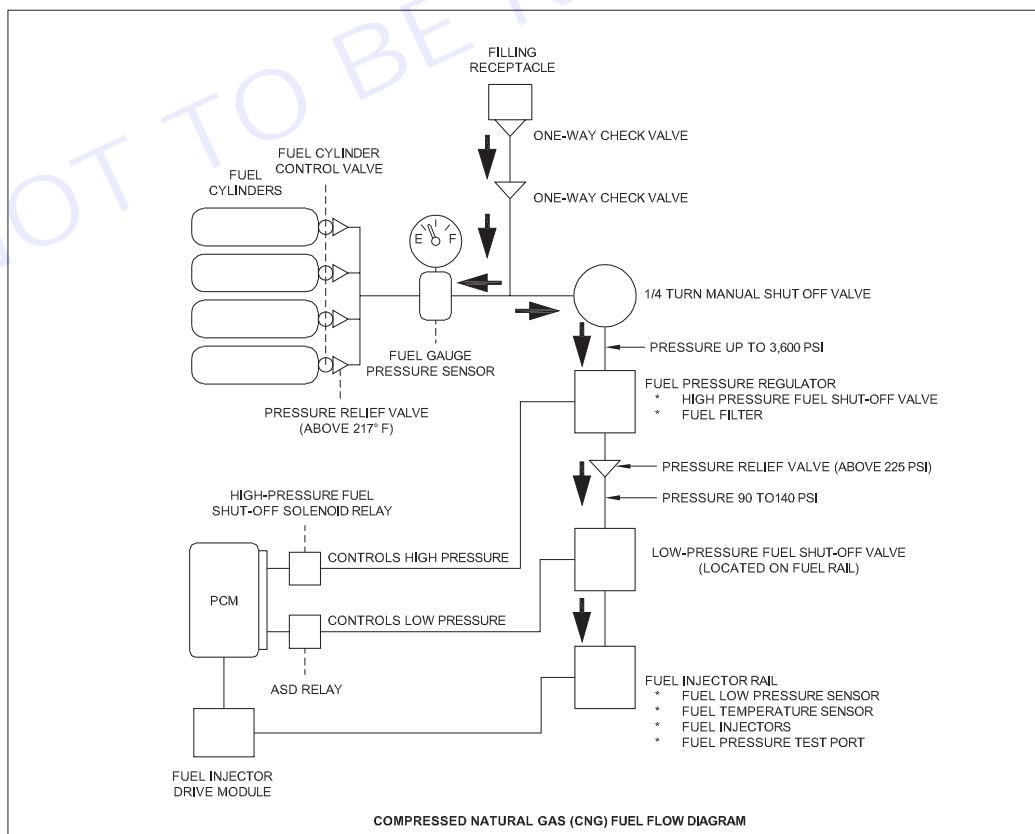 NOT TO BE R
FILLING
RECEPTACLE
ONE-WAY CHECK VALVE
FUEL CYLINDER
CONTROL VALVE
FUEL
CYLINDERS
ONE-WAY CHECK VALVE
E F
1/4 TURN MANUAL SHUT OFF VALVE
PRESSURE UP TO 3,600 PSI
FUEL GAUGE
PRESSURE SENSOR
FUEL PRESSURE REGULATOR
* HIGH PRESSURE FUEL SHUT-OFF VALVE
* FUEL FILTER
PRESSURE RELIEF VALVE
(ABOVE 217° F)
PRESSURE RELIEF VALVE (ABOVE 225 PSI)
PRESSURE 90 TO140 PSI
HIGH-PRESSURE FUEL
SHUT-OFF SOLENOID RELAY
CONTROLS HIGH PRESSURE
LOW-PRESSURE FUEL SHUT-OFF VALVE
(LOCATED ON FUEL RAIL)
PCM
CONTROLS LOW PRESSURE
ASD RELAY
FUEL INJECTOR RAIL
* FUEL LOW PRESSURE SENSOR
* FUEL TEMPERATURE SENSOR
* FUEL INJECTORS
* FUEL PRESSURE TEST PORT
FUEL INJECTOR
DRIVE MODULE
COMPRESSED NATURAL GAS (CNG) FUEL FLOW DIAGRAM